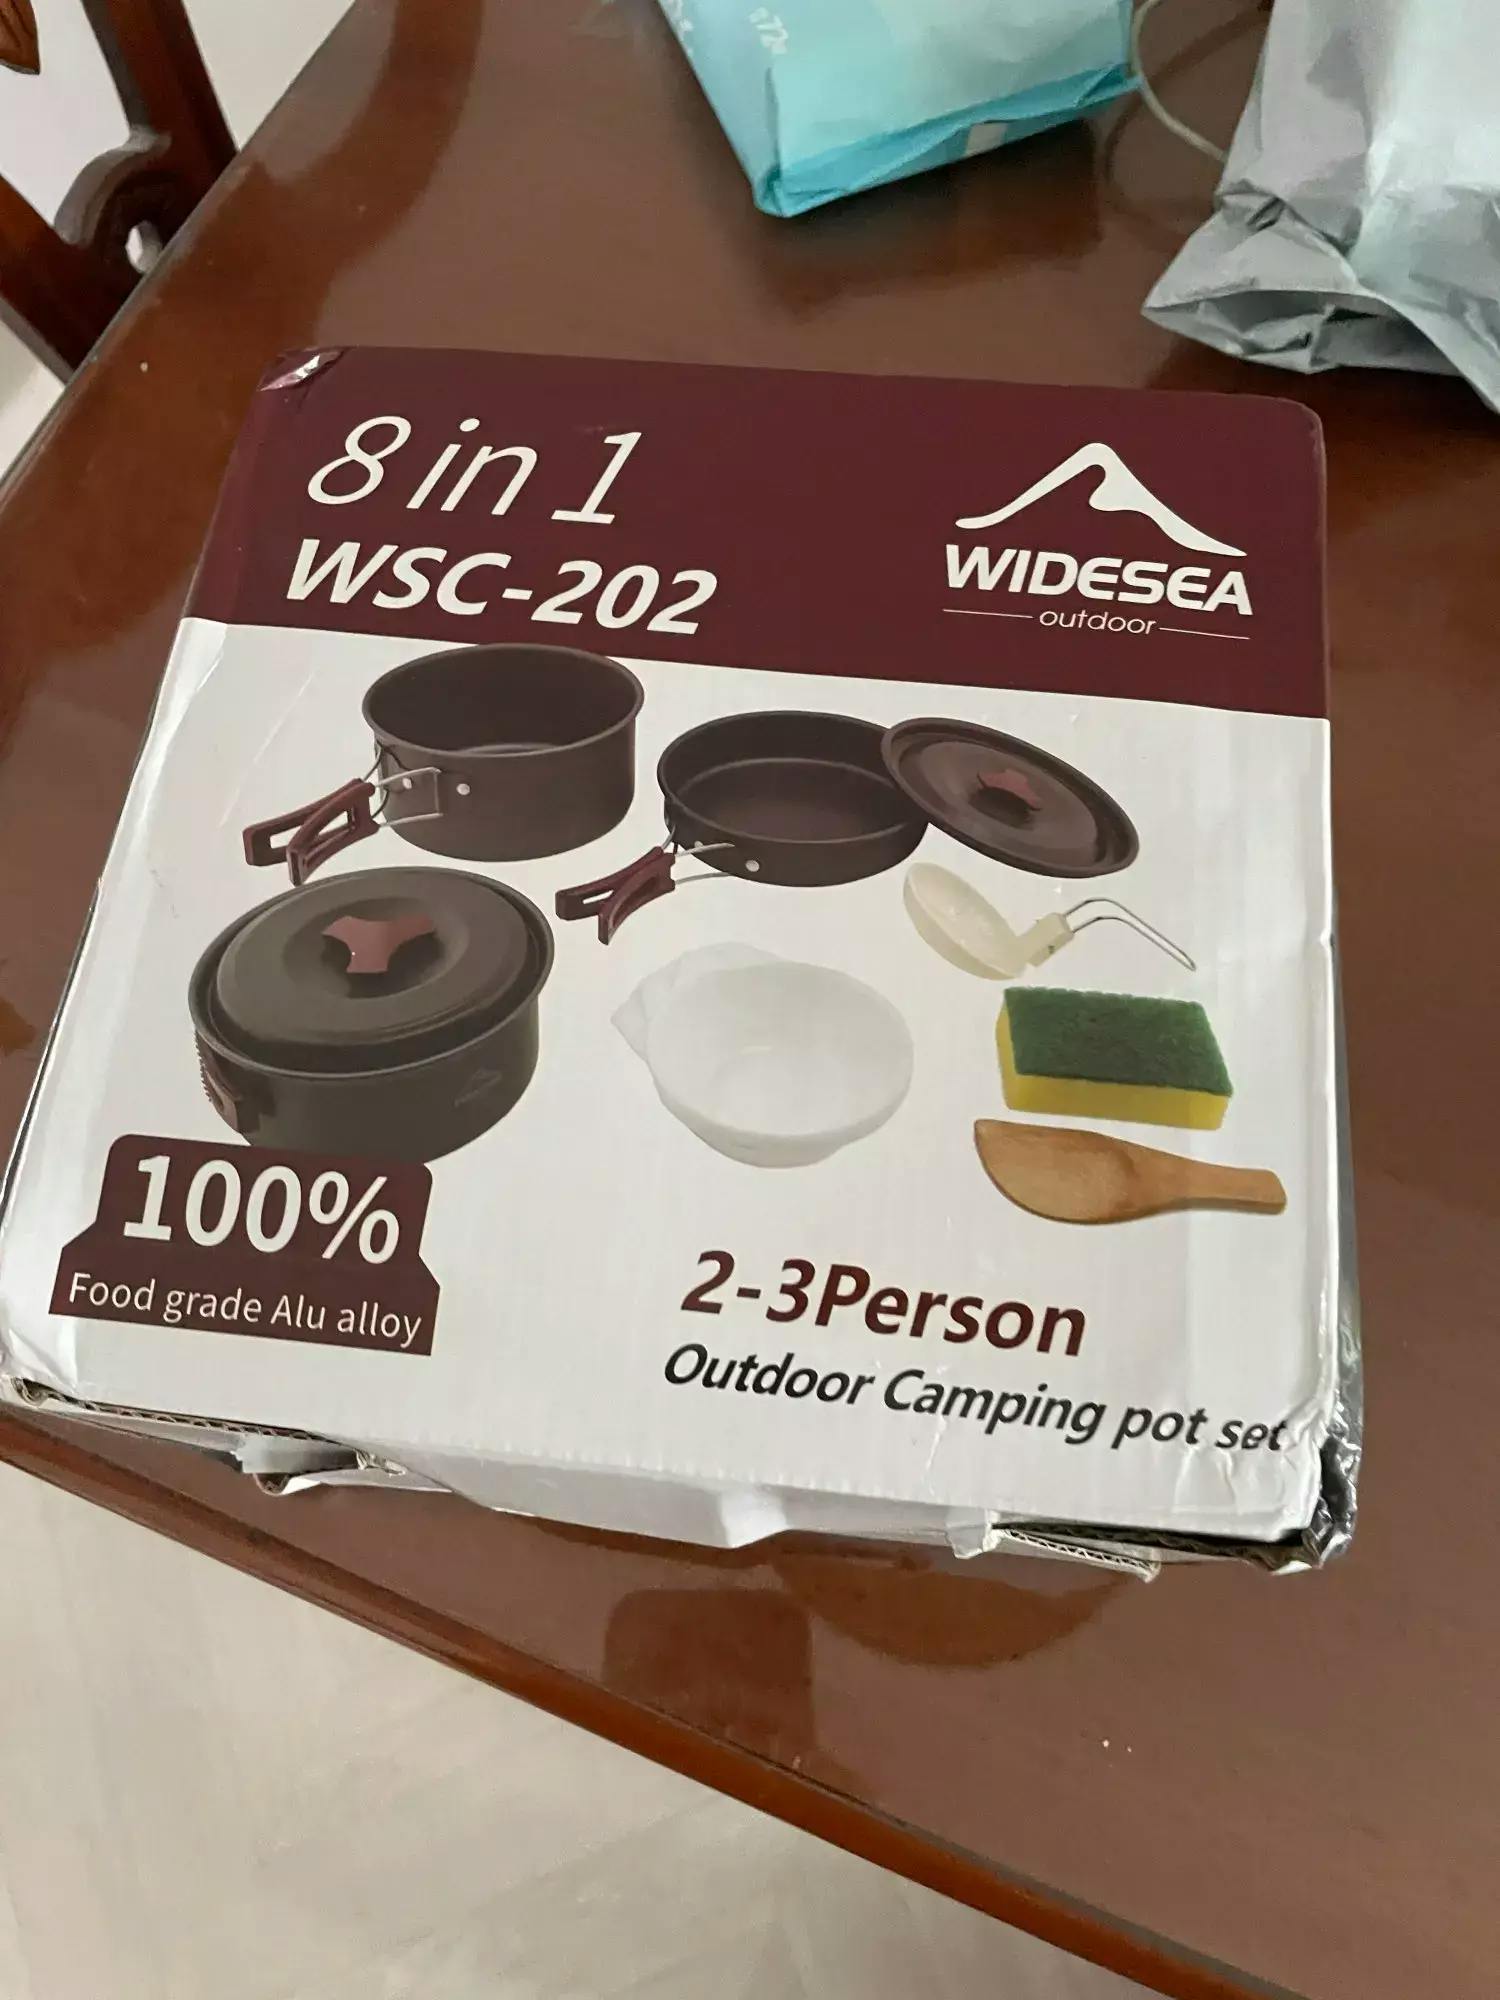 8 in 1
WSC-202
WIDESEA
outdoor
100%
Food grade Alu alloy
2-3Person
Outdoor Camping pot set